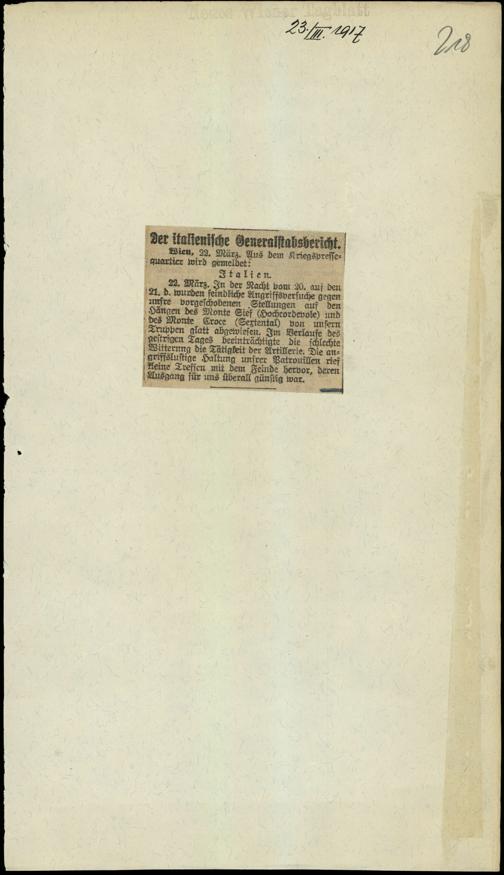 Neues Wiener Tagblatt
23./III. 1917
218
Der italienische Generalstabsbericht.
Wien, 22. März. Aus dem Kriegspresse-
quartier wird gemeldet:
Italien.
22. März. In der Nacht vom 20. auf den
21. d. wurden feindliche Angriffsversuche gegen
unsre vorgeschobenen Stellungen auf den
Hängen des Monte Sief (Hochcordevole) und
des Monte Croce (Sextental) von unsern
Truppen glatt abgewiesen. Im Verlaufe des
gestrigen Tages beeinträchtigte die schlechte
Witterung die Tätigkeit der Artillerie. Die an-
griffslustige Haltung unsrer Patrouillen rief
kleine Treffen mit dem Feinde hervor, deren
Ausgang für uns überall günstig war.